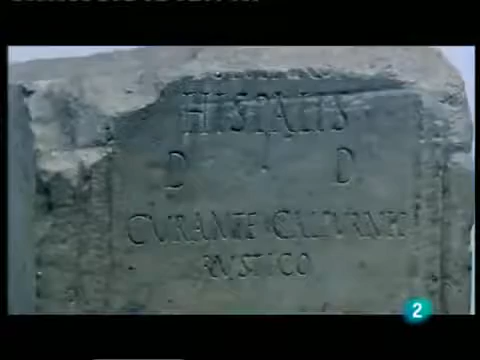 HISPALIS
D · D
CVRANTE CALPVRNIO
RVSTICO
2